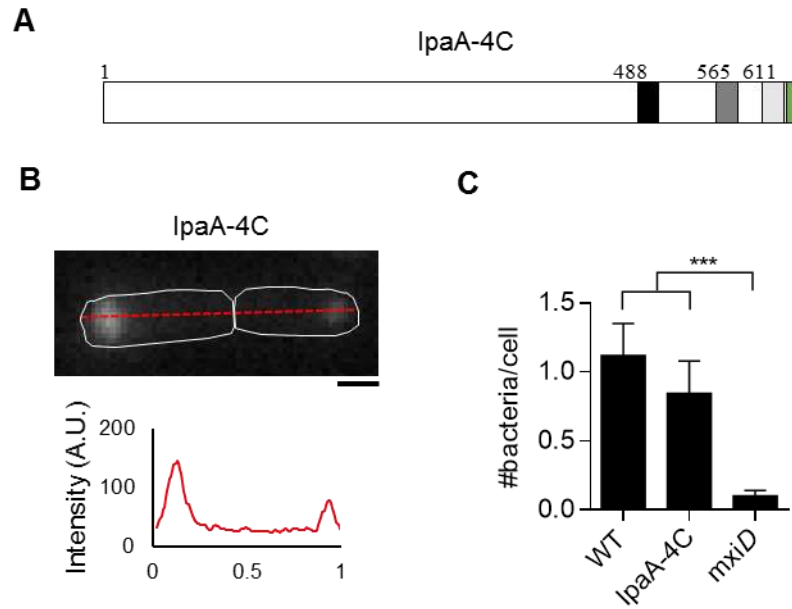 A
IpaA-4C
1 488 565 611
B
IpaA-4C
C
***
1.5
1.0
0.5
0.0
#bacteria/cell
WT
IpaA-4C
mxiD
200
100
0
Intensity (A.U.)
0 0.5 1